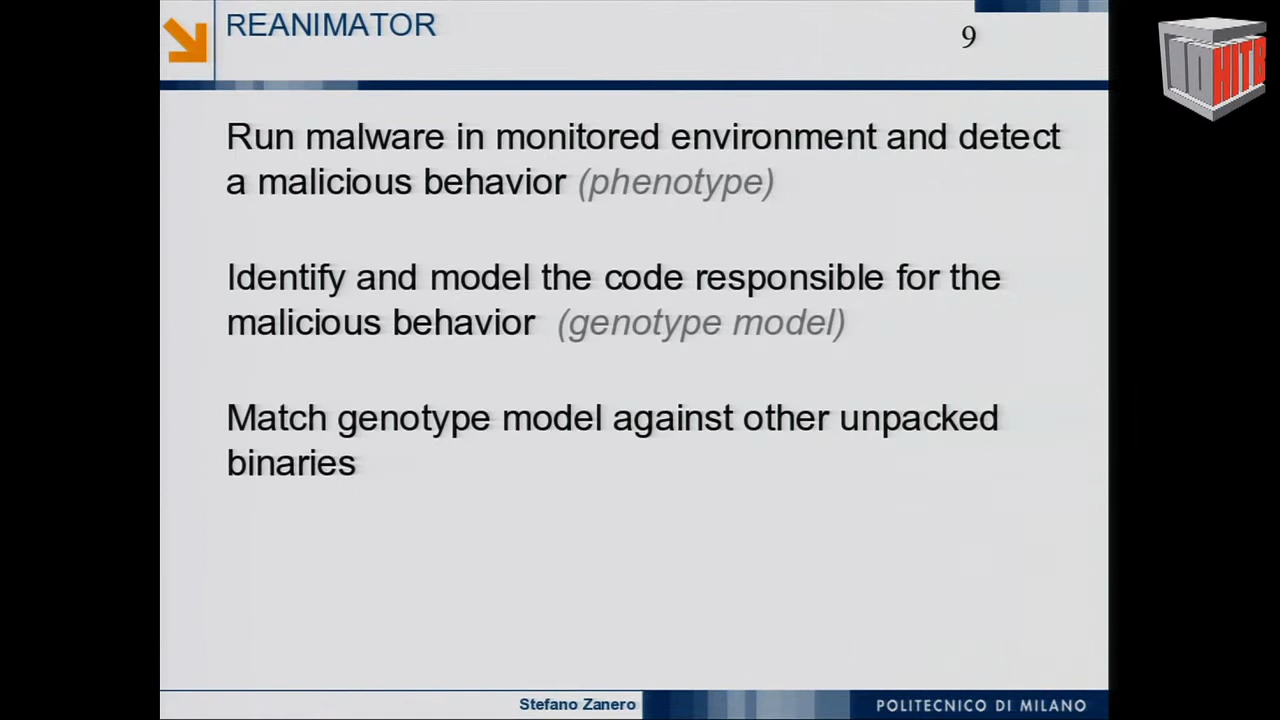 REANIMATOR
9
Run malware in monitored environment and detect
a malicious behavior (phenotype)
Identify and model the code responsible for the
malicious behavior (genotype model)
Match genotype model against other unpacked
binaries
Stefano Zanero
POLITECNICO DI MILANO
HITB